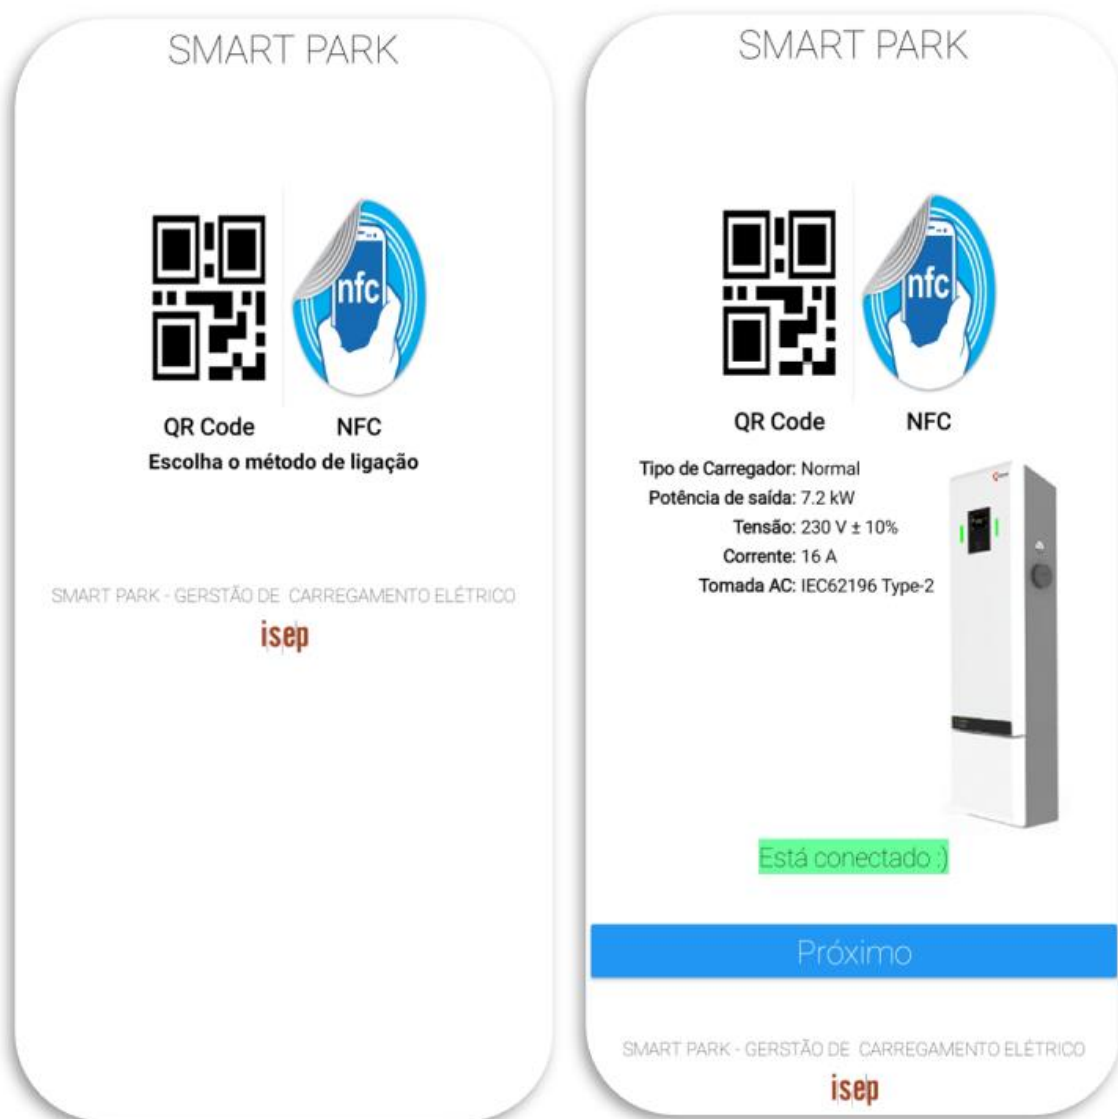 SMART PARK
nfc
QR Code NFC
Escolha o método de ligação
SMART PARK - GERSTÃO DE CARREGAMENTO ELÉTRICO
isep
SMART PARK
nfc
QR Code NFC
Tipo de Carregador: Normal
Potência de saída: 7.2 kW
Tensão: 230 V ± 10%
Corrente: 16 A
Tomada AC: IEC62196 Type-2
Está conectado :)
Próximo
SMART PARK - GERSTÃO DE CARREGAMENTO ELÉTRICO
isep